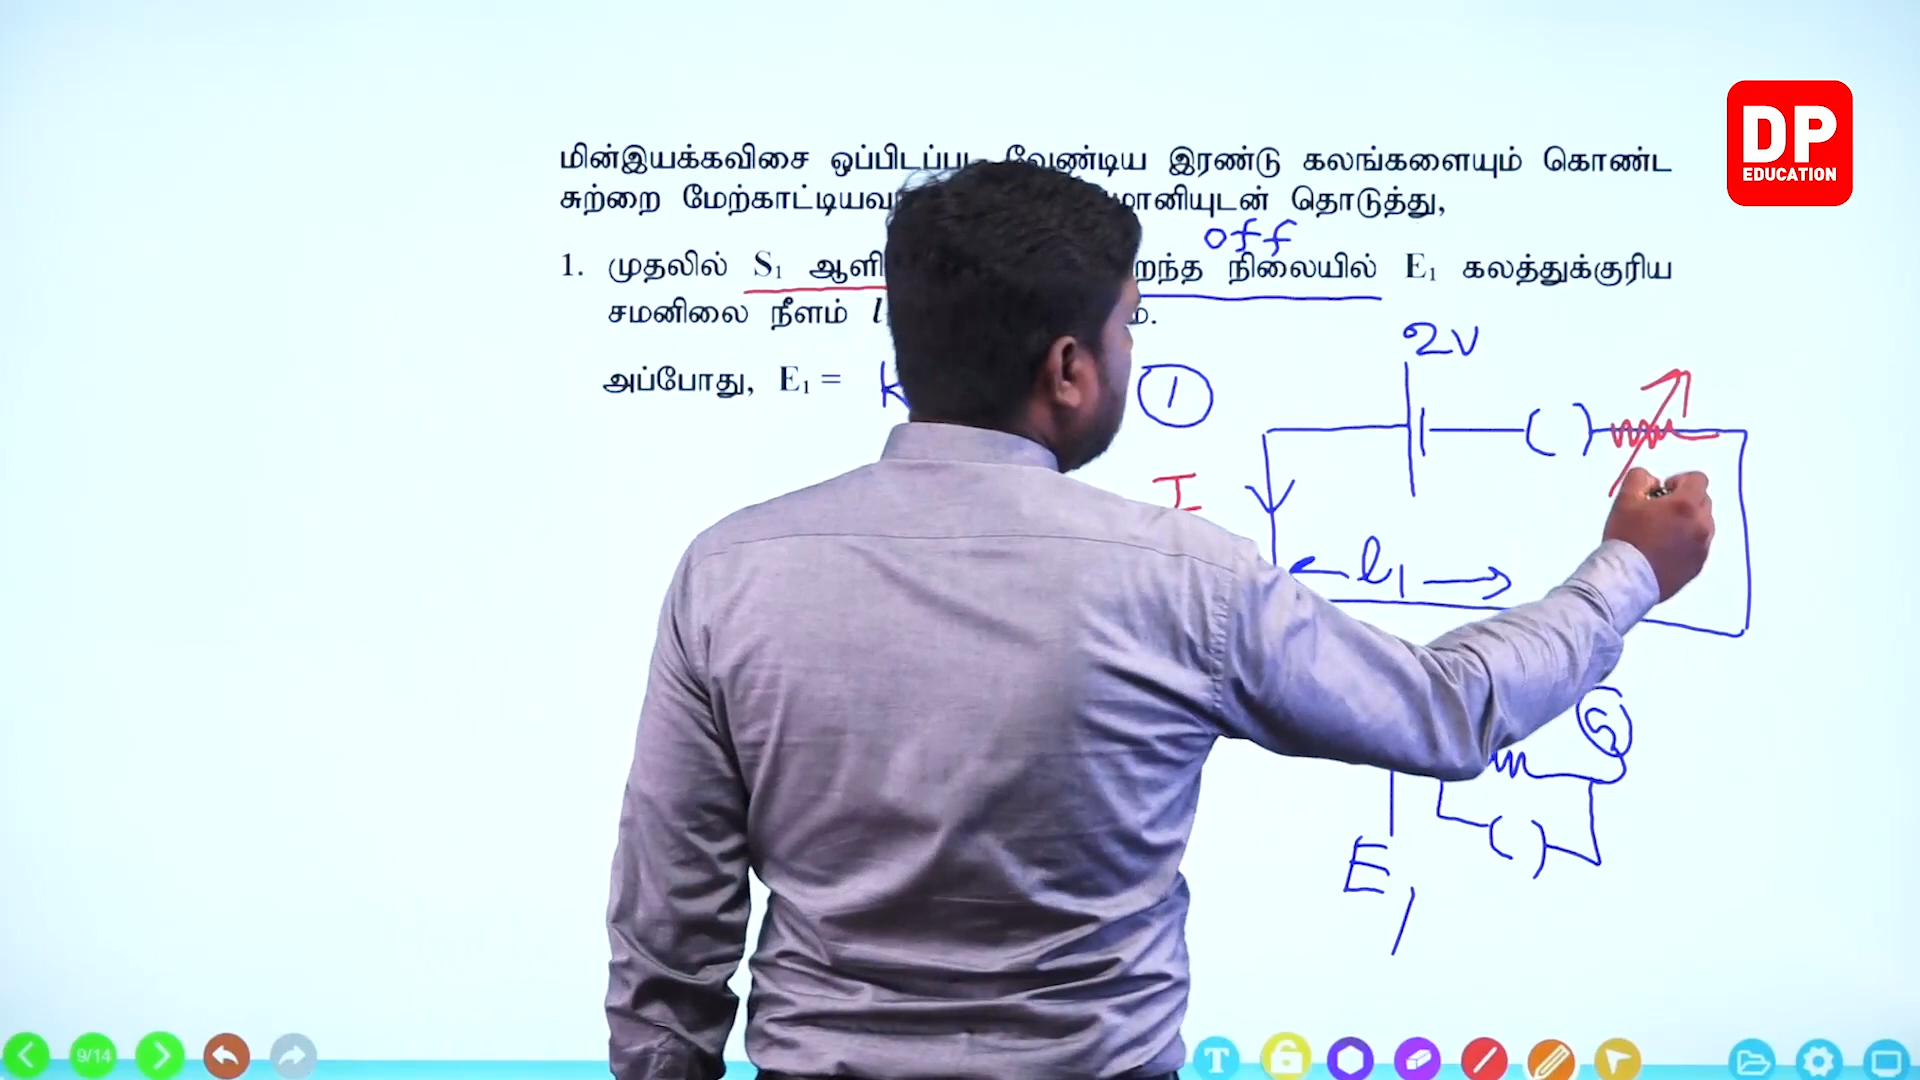 DP
EDUCATION
மின்இயக்கவிசை ஒப்பிடப்பட வேண்டிய இரண்டு கலங்களையும் கொண்ட
சுற்றை மேற்காட்டியவ மானியுடன் தொடுத்து,
off
1. முதலில் S₁ ஆளி றந்த நிலையில் E₁ கலத்துக்குரிய
சமனிலை நீளம் l ம்.
2V
அப்போது, E₁ = k
1
I
l₁
G
E₁
9/14
T